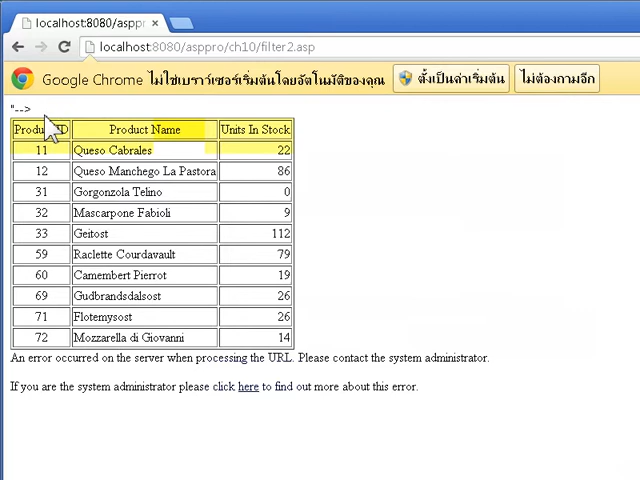 localhost:8080/asppro
localhost:8080/asppro/ch10/filter2.asp
Google Chrome ไม่ใช่เบราว์เซอร์เริ่มต้นโดยอัตโนมัติของคุณ ตั้งเป็นค่าเริ่มต้น ไม่ต้องถามอีก
"-->
Product ID Product Name Units In Stock
11 Queso Cabrales 22
12 Queso Manchego La Pastora 86
31 Gorgonzola Telino 0
32 Mascarpone Fabioli 9
33 Geitost 112
59 Raclette Courdavault 79
60 Camembert Pierrot 19
69 Gudbrandsdalsost 26
71 Flotemysost 26
72 Mozzarella di Giovanni 14
An error occurred on the server when processing the URL. Please contact the system administrator.
If you are the system administrator please click here to find out more about this error.